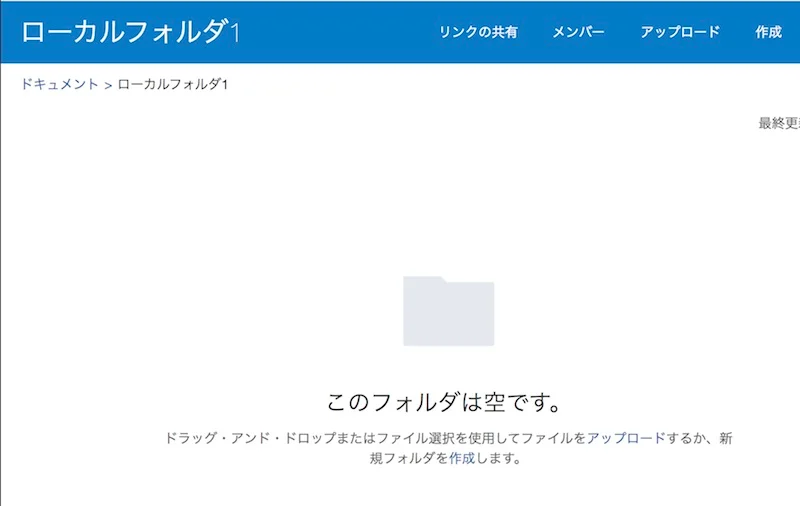 ローカルフォルダ1
リンクの共有 メンバー アップロード 作成
ドキュメント > ローカルフォルダ1
最終更
このフォルダは空です。
ドラッグ・アンド・ドロップまたはファイル選択を使用してファイルをアップロードするか、新
規フォルダを作成します。